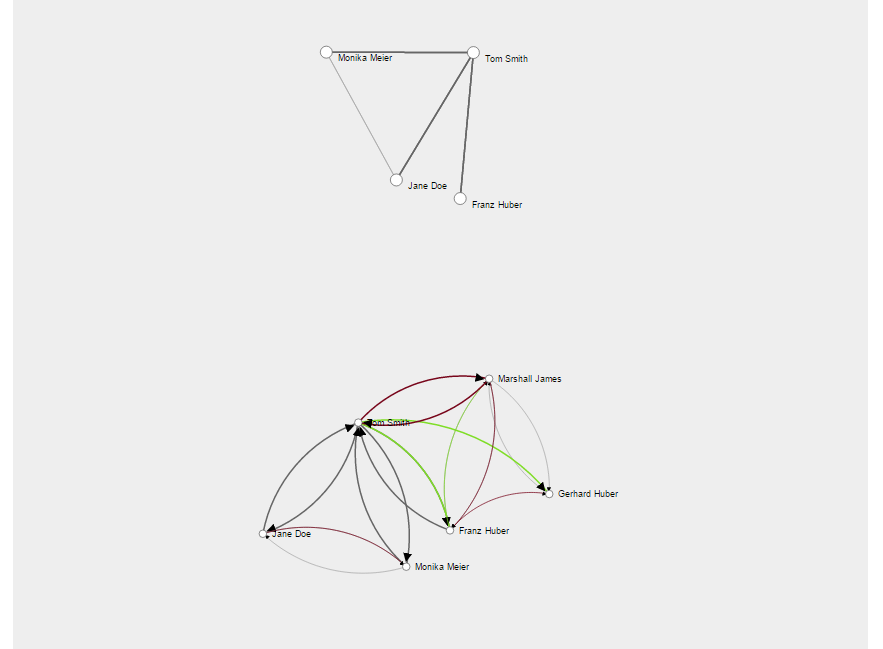 Monika Meier
Tom Smith
Jane Doe
Franz Huber
Marshall James
Tom Smith
Gerhard Huber
Franz Huber
Jane Doe
Monika Meier